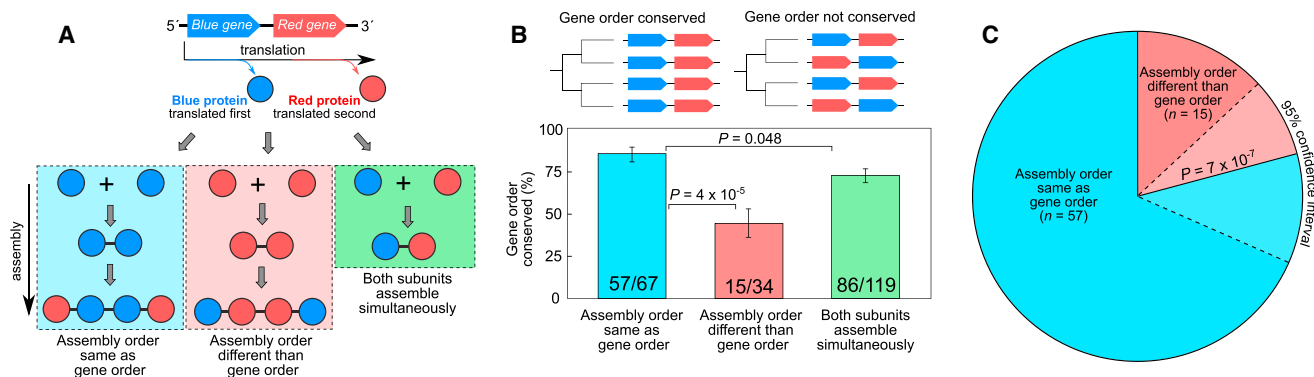 A
5´ Blue gene Red gene 3´
translation
Blue protein
translated first
Red protein
translated second
assembly
+ + +
Both subunits
assemble
simultaneously
Assembly order
same as
gene order
Assembly order
different than
gene order
B
Gene order conserved
Gene order not conserved
Gene order
conserved (%)
100
75
50
25
0
P = 0.048
P = 4 x 10-5
57/67
15/34
86/119
Assembly order
same as
gene order
Assembly order
different than
gene order
Both subunits
assemble
simultaneously
C
Assembly order
different than
gene order
(n = 15)
95% confidence interval
P = 7 x 10-7
Assembly order
same as
gene order
(n = 57)